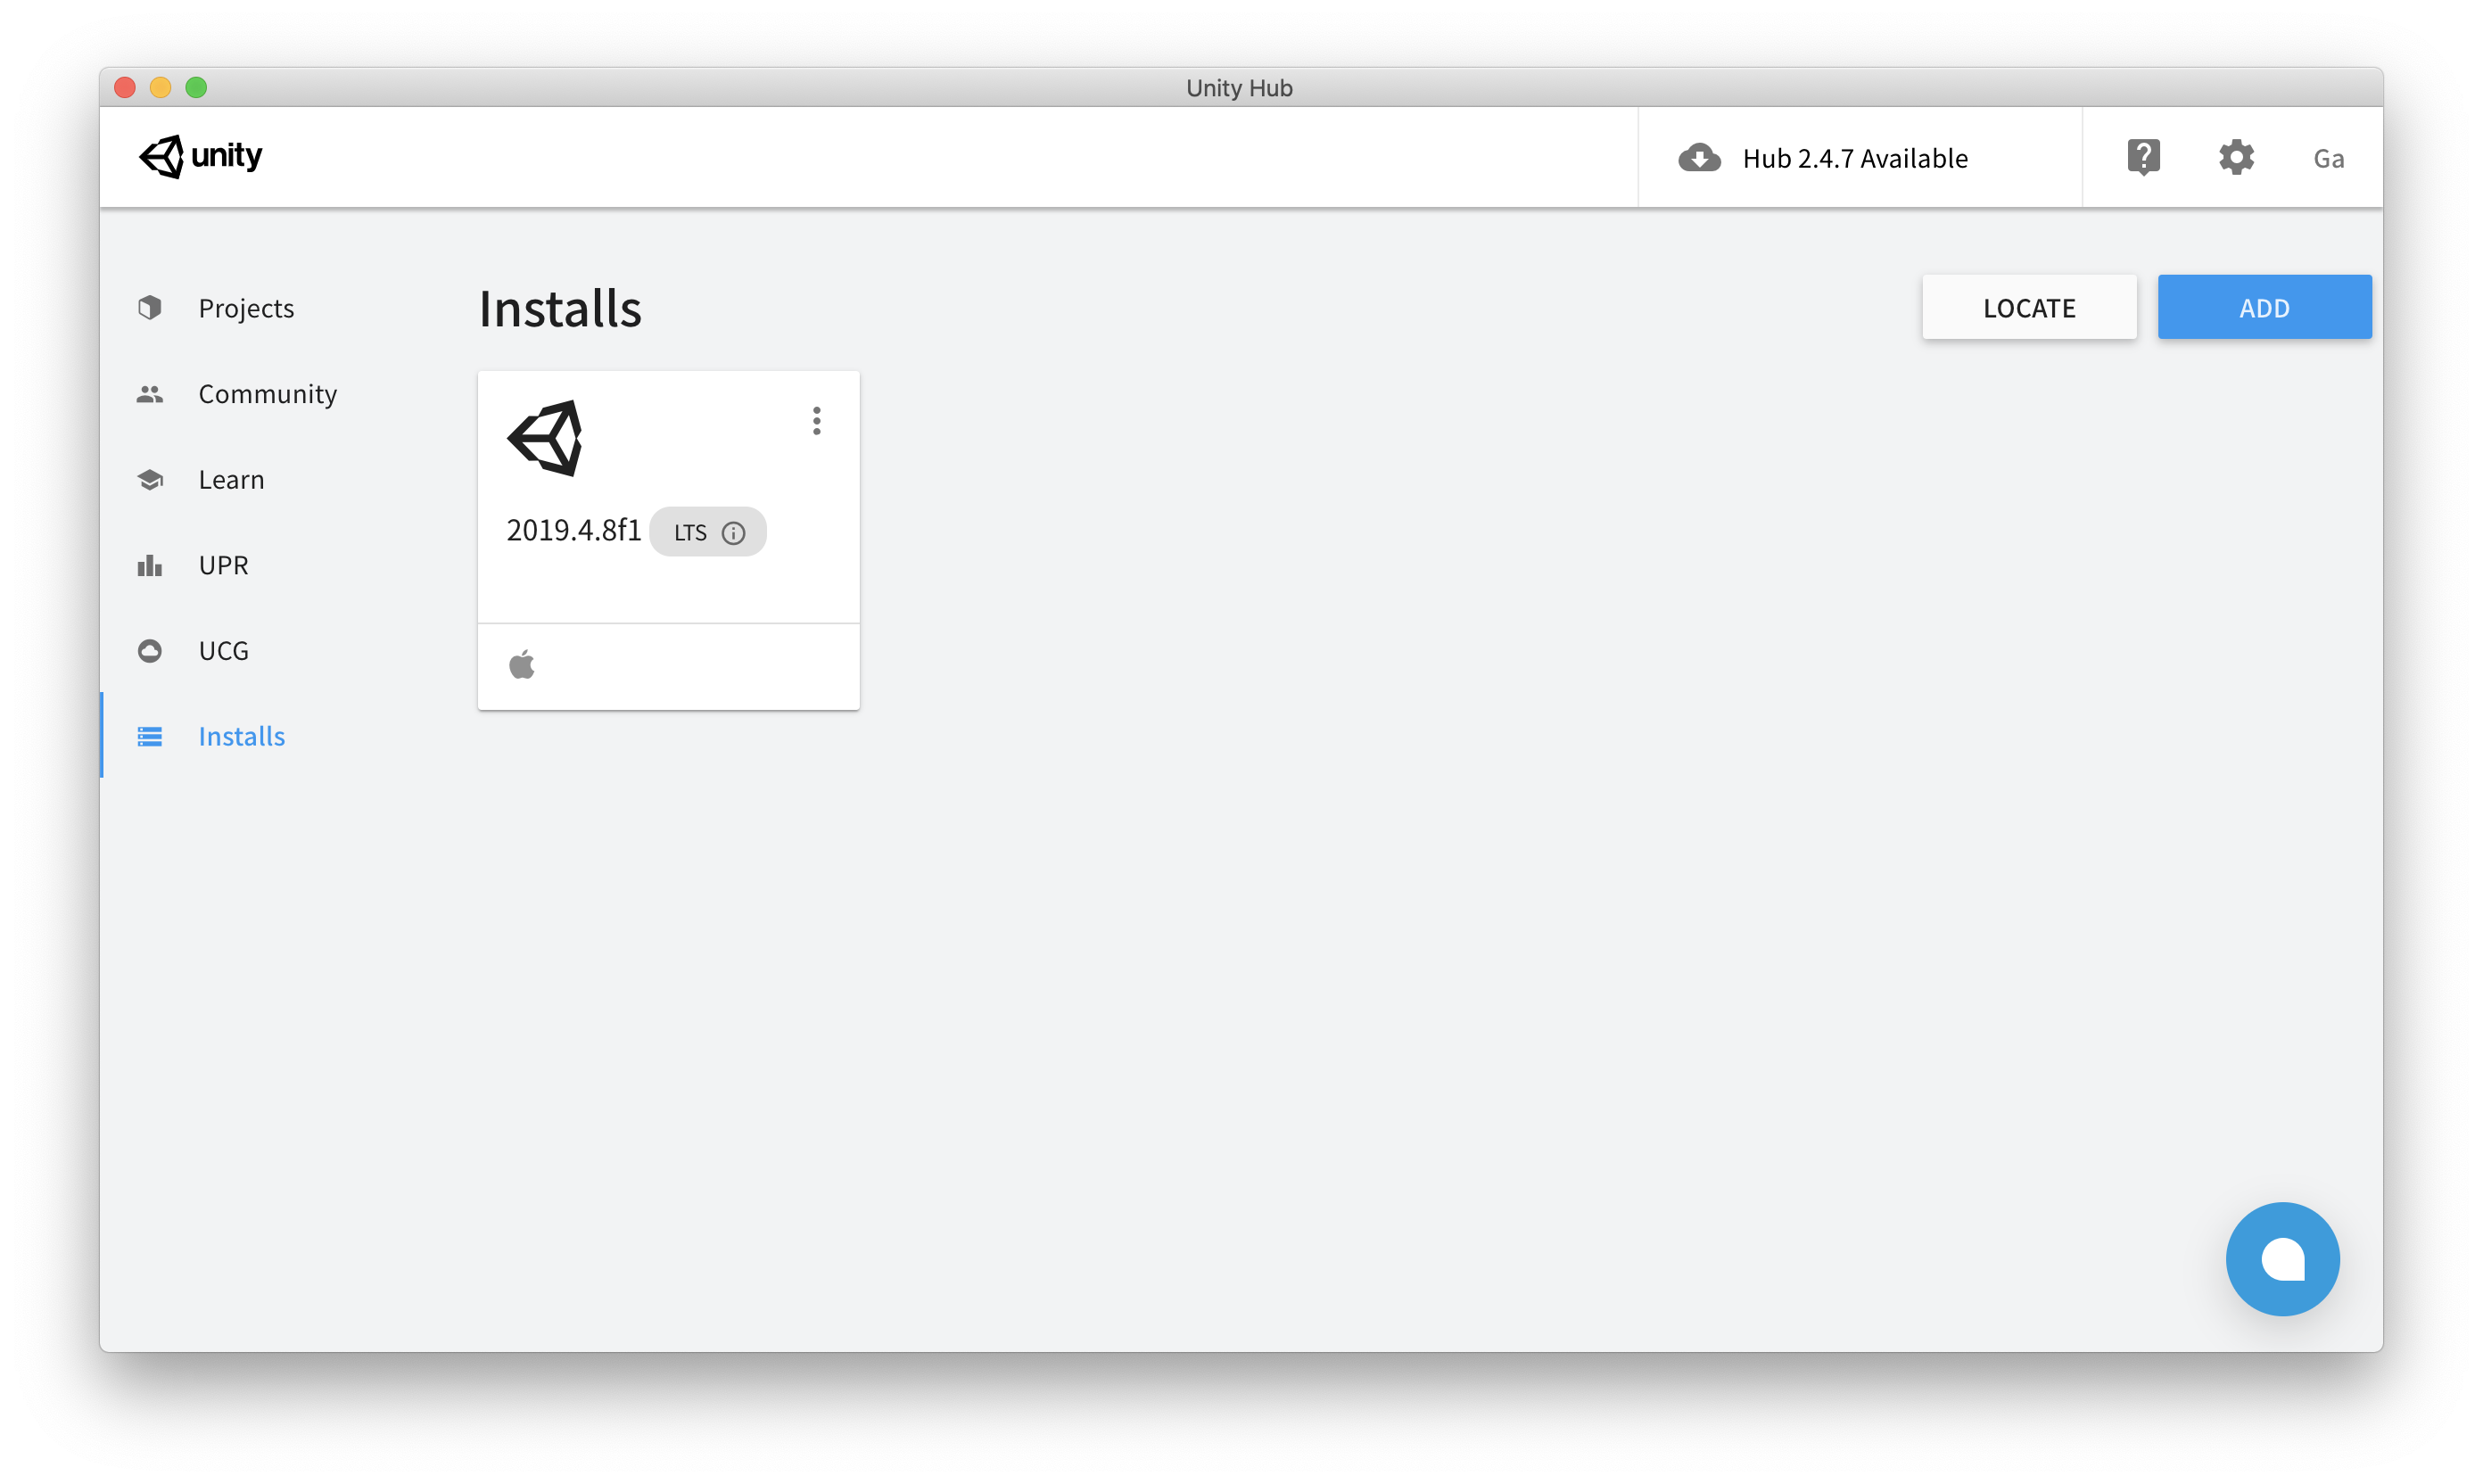 Unity Hub
unity
Hub 2.4.7 Available
Ga
Projects
Community
Learn
UPR
UCG
Installs
Installs
LOCATE
ADD
2019.4.8f1
LTS